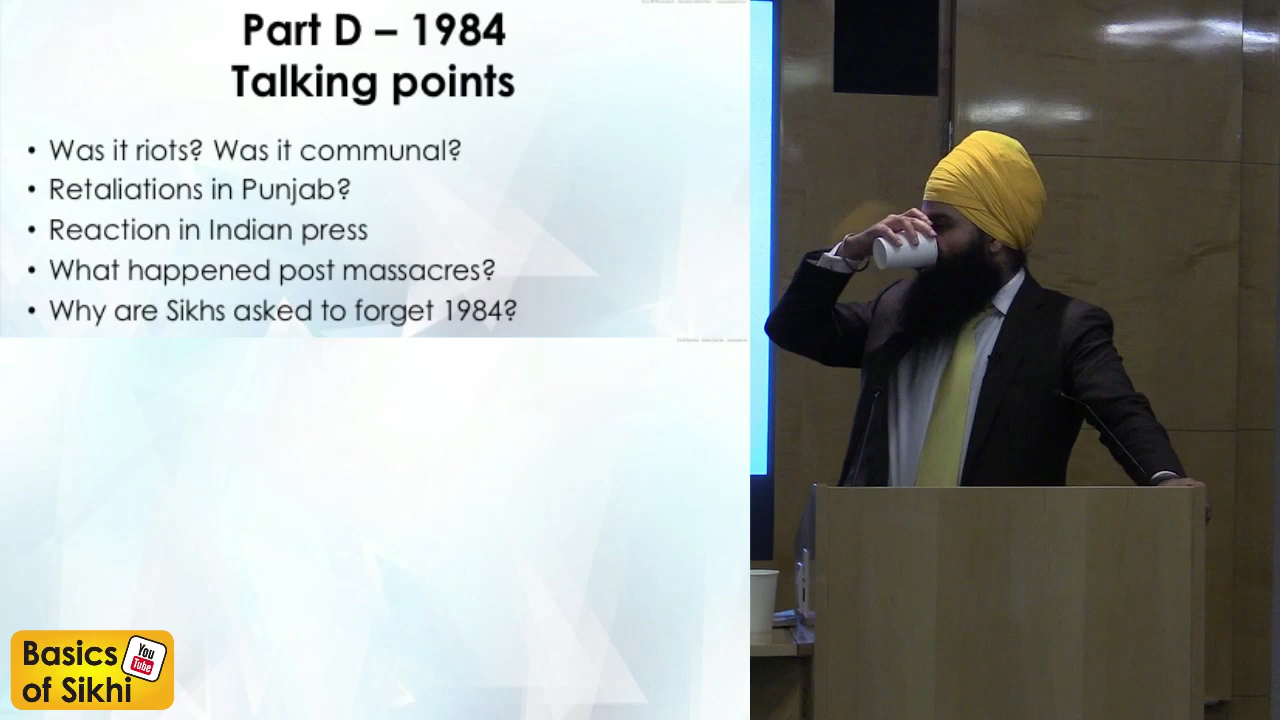 Part D – 1984
Talking points
• Was it riots? Was it communal?
• Retaliations in Punjab?
• Reaction in Indian press
• What happened post massacres?
• Why are Sikhs asked to forget 1984?
Basics
of Sikhi
You
Tube